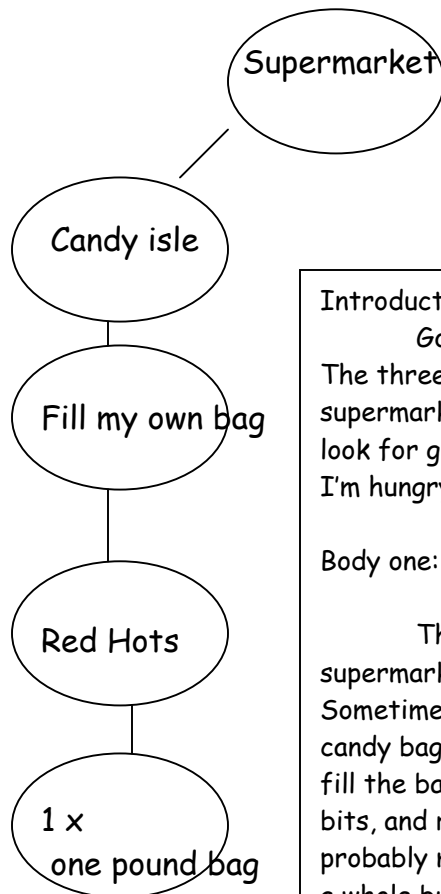 Supermarket
Candy isle
Fill my own bag
Red Hots
1 x
one pound bag
Introduct
Go
The three
supermark
look for g
I'm hungry
Body one:
Th
supermark
Sometime
candy bag
fill the ba
bits, and r
probably r